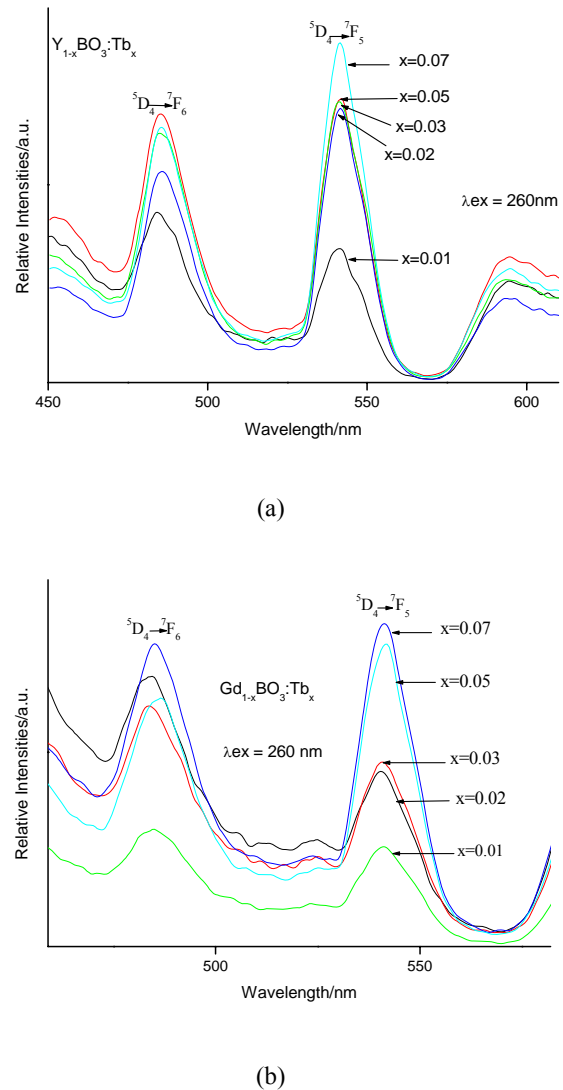 Y₁₋ₓBO₃:Tbₓ
⁵D₄→⁷F₆
⁵D₄→⁷F₅
x=0.07
x=0.05
x=0.03
x=0.02
λex = 260nm
x=0.01
Relative Intensities/a.u.
450 500 550 600
Wavelength/nm
(a)
⁵D₄→⁷F₆
⁵D₄→⁷F₅
x=0.07
x=0.05
Gd₁₋ₓBO₃:Tbₓ
λex = 260 nm
x=0.03
x=0.02
x=0.01
Relative Intensities/a.u.
500 550
Wavelength/nm
(b)